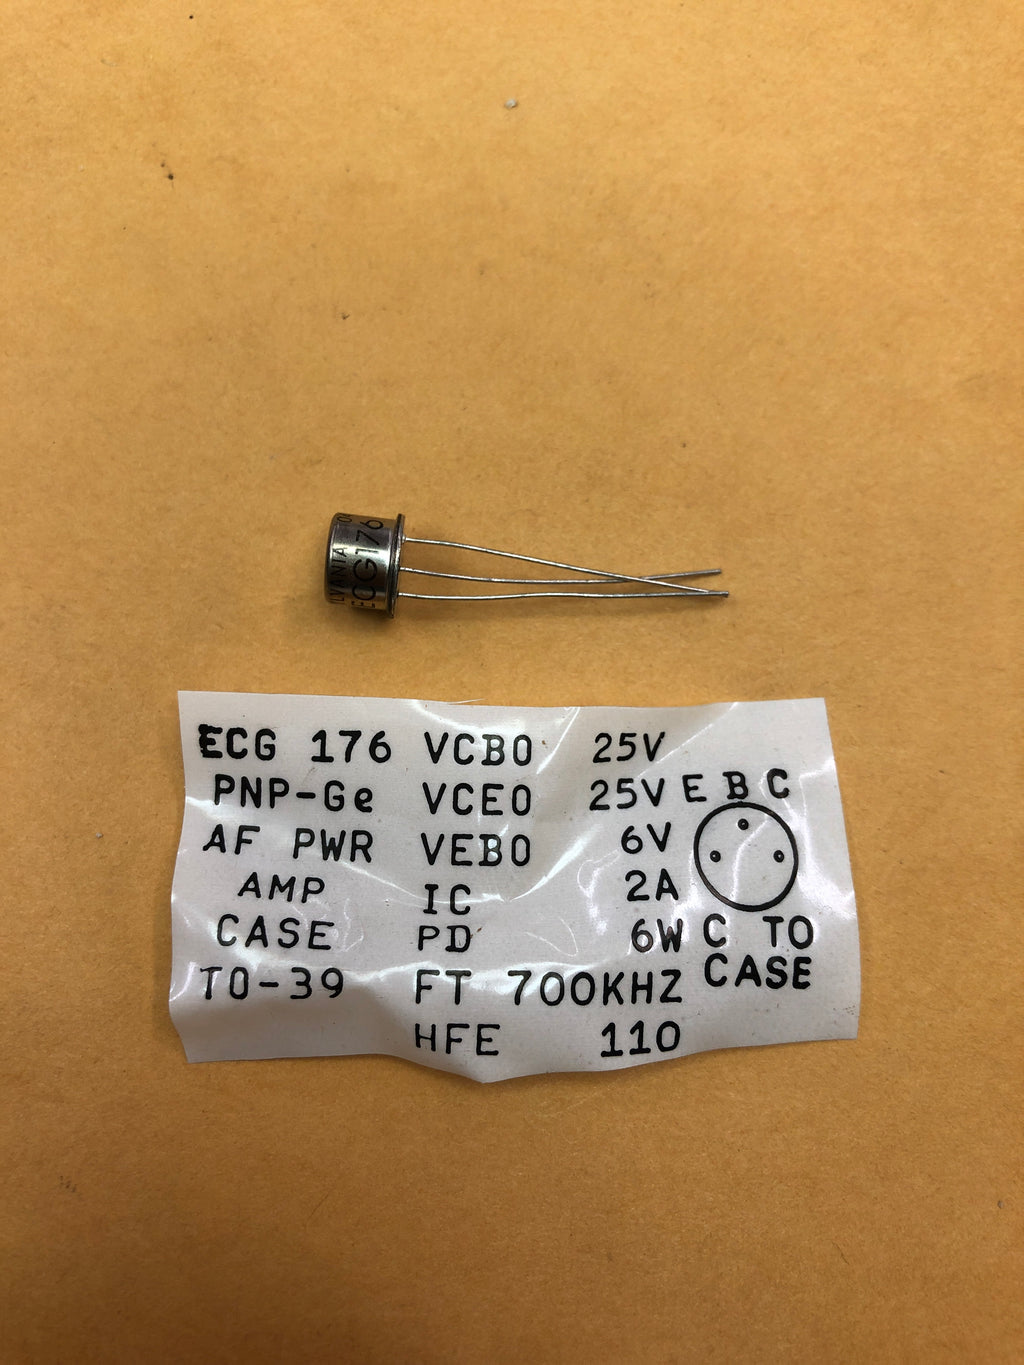 ECG176
ECG 176 VCBO 25V
PNP-Ge VCEO 25V E B C
AF PWR VEBO 6V
AMP IC 2A
CASE PD 6W C TO
TO-39 FT 700KHZ CASE
HFE 110